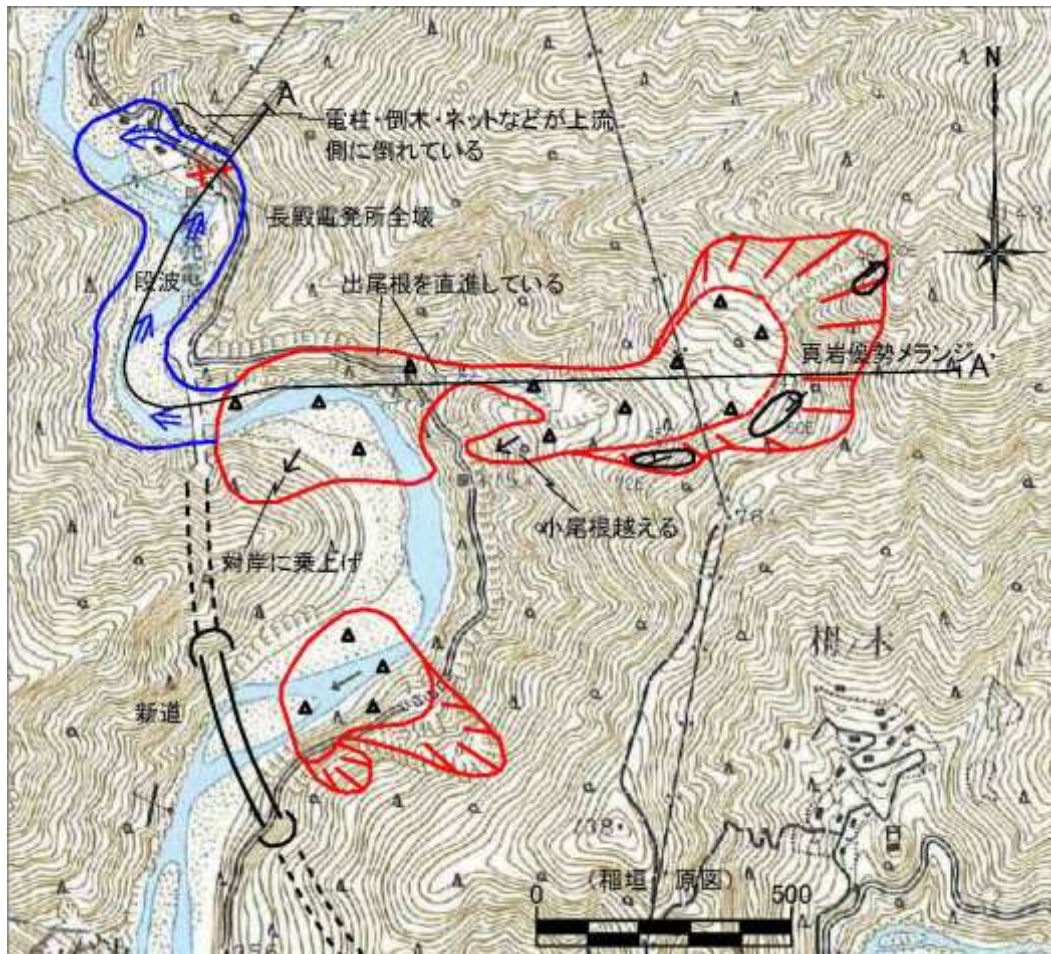 N
A
電柱・倒木・ネットなどが上流
側に倒れている
長殿電発所全壊
段波
出尾根を直進している
頁岩優勢メランジ
A'
小尾根越える
対岸に乗上げ
新道
栂ノ木
(稲垣 原図)
0
500